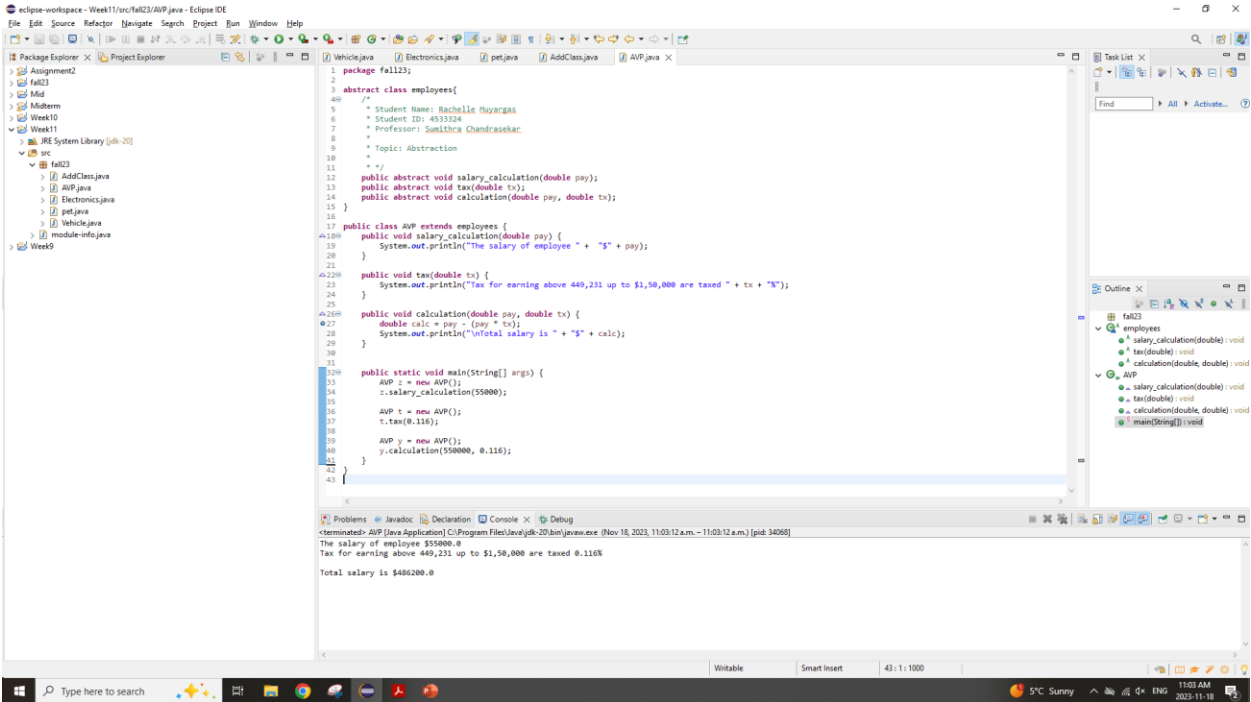 eclipse-workspace - Week11/src/fall23/AVP.java - Eclipse IDE
File Edit Source Refactor Navigate Search Project Run Window Help
Package Explorer Project Explorer
Assignment2
fall23
Mid
Midterm
Week10
Week11
JRE System Library [jdk-20]
src
fall23
AddClass.java
AVP.java
Electronics.java
pet.java
Vehicle.java
module-info.java
Week9
Vehicle.java Electronics.java pet.java AddClass.java AVP.java
1 package fall23;
2
3 abstract class employees{
4 /*
5 * Student Name: Rachelle Muyargas
6 * Student ID: 4533324
7 * Professor: Sumithra Chandrasekar
8 *
9 * Topic: Abstraction
10 *
11 * */
12 public abstract void salary_calculation(double pay);
13 public abstract void tax(double tx);
14 public abstract void calculation(double pay, double tx);
15 }
16
17 public class AVP extends employees {
18 public void salary_calculation(double pay) {
19 System.out.println("The salary of employee " + "$" + pay);
20 }
21
22 public void tax(double tx) {
23 System.out.println("Tax for earning above 449,231 up to $1,50,000 are taxed " + tx + "%");
24 }
25
26 public void calculation(double pay, double tx) {
27 double calc = pay - (pay * tx);
28 System.out.println("\nTotal salary is " + "$" + calc);
29 }
30
31
32 public static void main(String[] args) {
33 AVP z = new AVP();
34 z.salary_calculation(55000);
35
36 AVP t = new AVP();
37 t.tax(0.116);
38
39 AVP y = new AVP();
40 y.calculation(550000, 0.116);
41 }
42 }
43
Task List
Find All Activate...
Outline
fall23
employees
salary_calculation(double) : void
tax(double) : void
calculation(double, double) : void
AVP
salary_calculation(double) : void
tax(double) : void
calculation(double, double) : void
main(String[]) : void
Problems Javadoc Declaration Console Debug
<terminated> AVP [Java Application] C:\Program Files\Java\jdk-20\bin\javaw.exe (Nov 18, 2023, 11:03:12 a.m. – 11:03:12 a.m.) [pid: 34068]
The salary of employee $55000.0
Tax for earning above 449,231 up to $1,50,000 are taxed 0.116%
Total salary is $486200.0
Writable Smart Insert 43 : 1 : 1000
Type here to search
5°C Sunny ENG 11:03 AM
2023-11-18